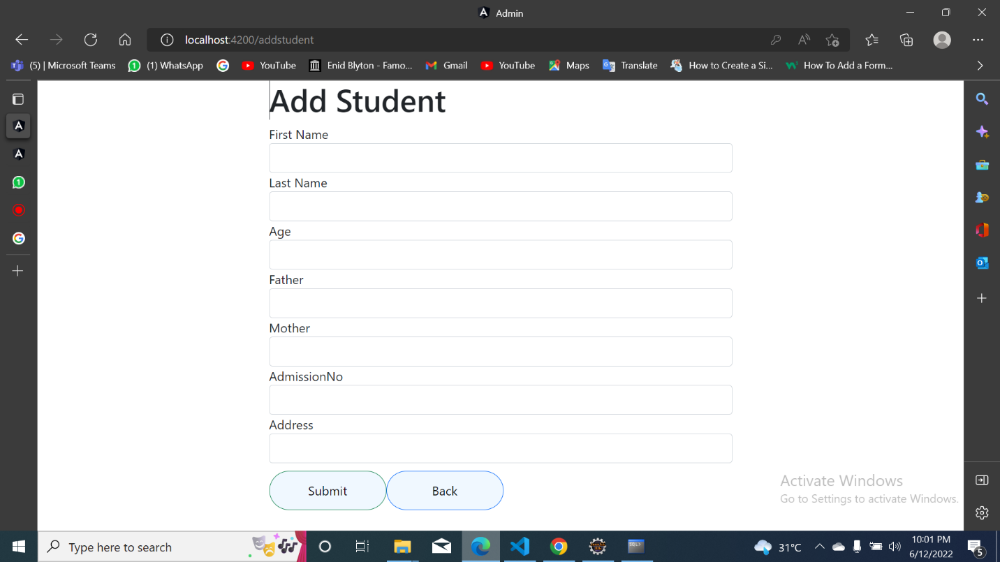 Admin
localhost:4200/addstudent
(5) | Microsoft Teams
(1) WhatsApp
YouTube
Enid Blyton - Famo...
Gmail
YouTube
Maps
Translate
How to Create a Si...
How To Add a Form...
Add Student
First Name
Last Name
Age
Father
Mother
AdmissionNo
Address
Submit
Back
Activate Windows
Go to Settings to activate Windows.
Type here to search
31°C
10:01 PM
6/12/2022
5